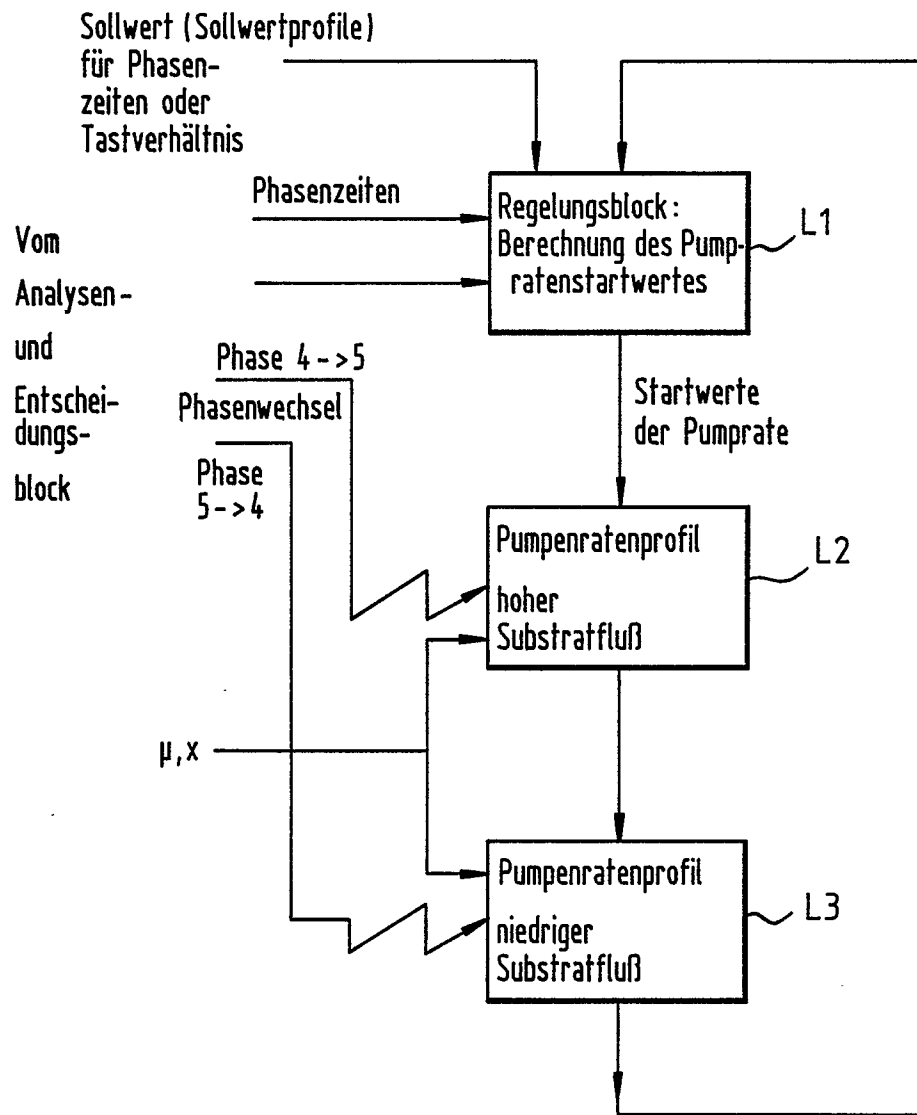 Sollwert (Sollwertprofile)
für Phasen-
zeiten oder
Tastverhältnis
Phasenzeiten
Vom
Analysen-
und
Entschei-
dungs-
block
Regelungsblock:
Berechnung des Pump-
ratenstartwertes
L1
Phase 4->5
Phasenwechsel
Phase
5->4
Startwerte
der Pumprate
Pumpenratenprofil
hoher
Substratfluß
L2
µ,x
Pumpenratenprofil
niedriger
Substratfluß
L3